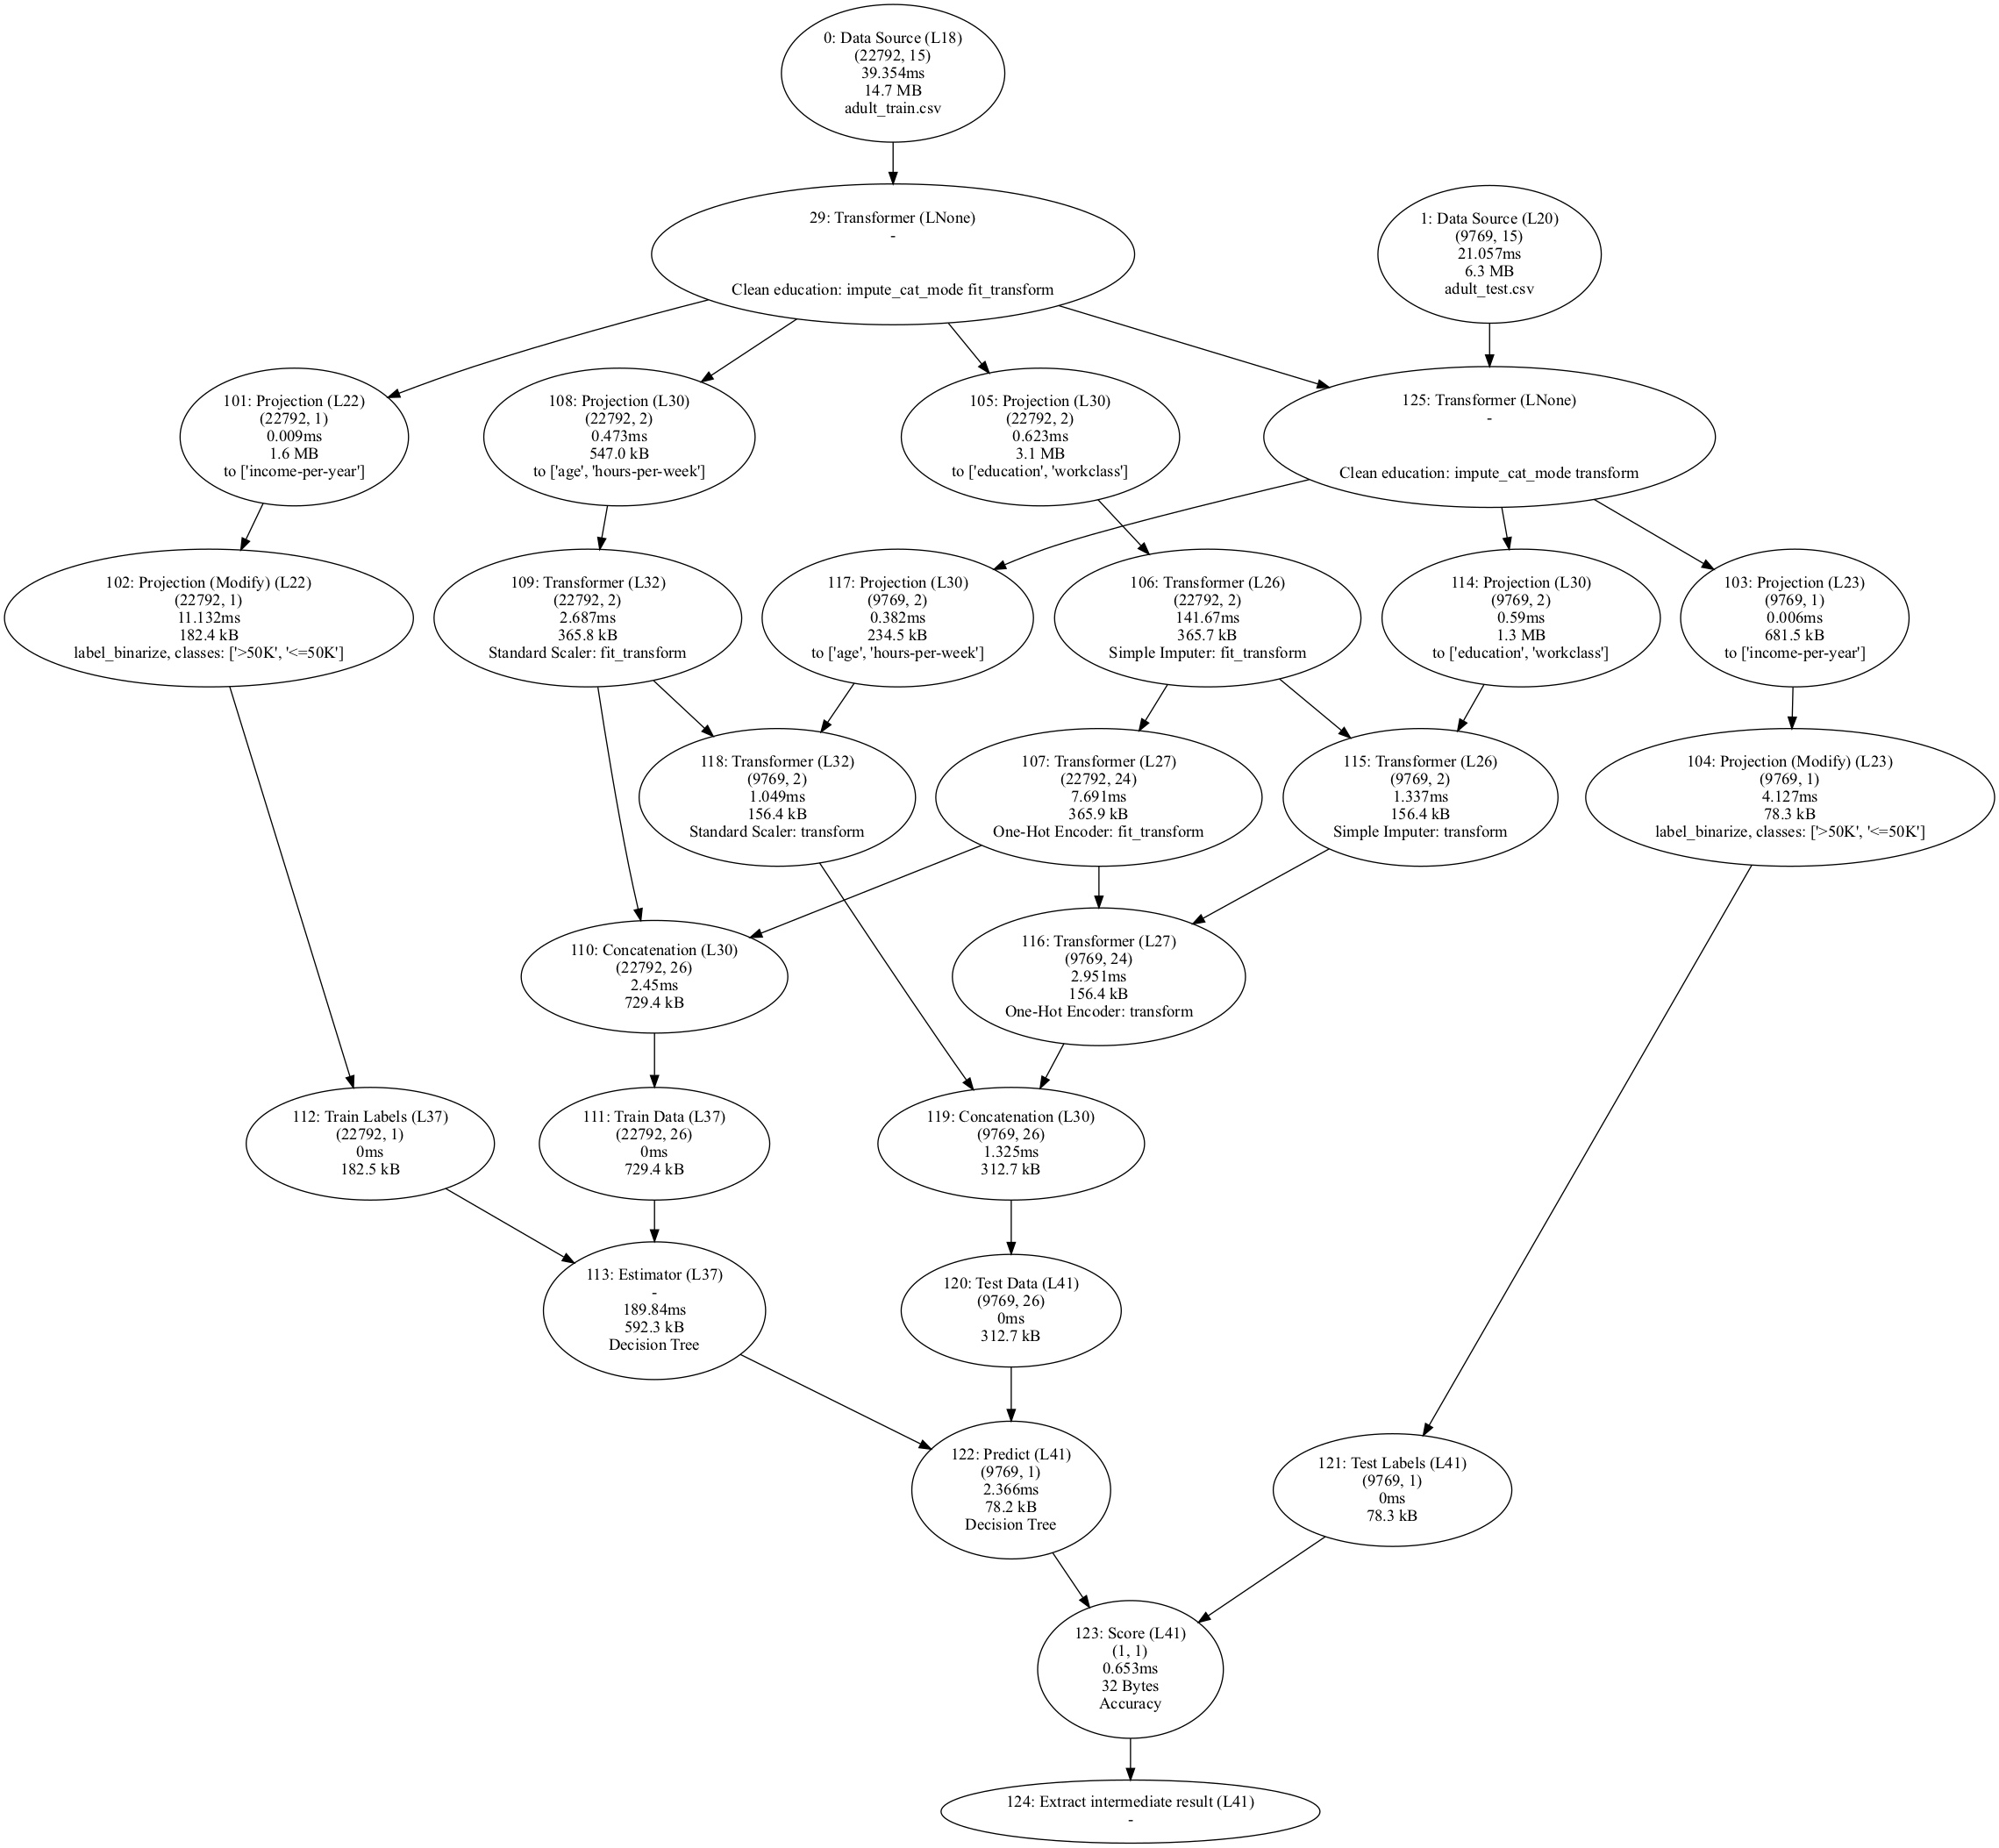 0: Data Source (L18)
(22792, 15)
39.354ms
14.7 MB
adult_train.csv
29: Transformer (LNone)
-
Clean education: impute_cat_mode fit_transform
1: Data Source (L20)
(9769, 15)
21.057ms
6.3 MB
adult_test.csv
101: Projection (L22)
(22792, 1)
0.009ms
1.6 MB
to ['income-per-year']
108: Projection (L30)
(22792, 2)
0.473ms
547.0 kB
to ['age', 'hours-per-week']
105: Projection (L30)
(22792, 2)
0.623ms
3.1 MB
to ['education', 'workclass']
125: Transformer (LNone)
-
Clean education: impute_cat_mode transform
102: Projection (Modify) (L22)
(22792, 1)
11.132ms
182.4 kB
label_binarize, classes: ['>50K', '<=50K']
109: Transformer (L32)
(22792, 2)
2.687ms
365.8 kB
Standard Scaler: fit_transform
117: Projection (L30)
(9769, 2)
0.382ms
234.5 kB
to ['age', 'hours-per-week']
106: Transformer (L26)
(22792, 2)
141.67ms
365.7 kB
Simple Imputer: fit_transform
114: Projection (L30)
(9769, 2)
0.59ms
1.3 MB
to ['education', 'workclass']
103: Projection (L23)
(9769, 1)
0.006ms
681.5 kB
to ['income-per-year']
118: Transformer (L32)
(9769, 2)
1.049ms
156.4 kB
Standard Scaler: transform
107: Transformer (L27)
(22792, 24)
7.691ms
365.9 kB
One-Hot Encoder: fit_transform
115: Transformer (L26)
(9769, 2)
1.337ms
156.4 kB
Simple Imputer: transform
104: Projection (Modify) (L23)
(9769, 1)
4.127ms
78.3 kB
label_binarize, classes: ['>50K', '<=50K']
110: Concatenation (L30)
(22792, 26)
2.45ms
729.4 kB
116: Transformer (L27)
(9769, 24)
2.951ms
156.4 kB
One-Hot Encoder: transform
112: Train Labels (L37)
(22792, 1)
0ms
182.5 kB
111: Train Data (L37)
(22792, 26)
0ms
729.4 kB
119: Concatenation (L30)
(9769, 26)
1.325ms
312.7 kB
113: Estimator (L37)
-
189.84ms
592.3 kB
Decision Tree
120: Test Data (L41)
(9769, 26)
0ms
312.7 kB
122: Predict (L41)
(9769, 1)
2.366ms
78.2 kB
Decision Tree
121: Test Labels (L41)
(9769, 1)
0ms
78.3 kB
123: Score (L41)
(1, 1)
0.653ms
32 Bytes
Accuracy
124: Extract intermediate result (L41)
-